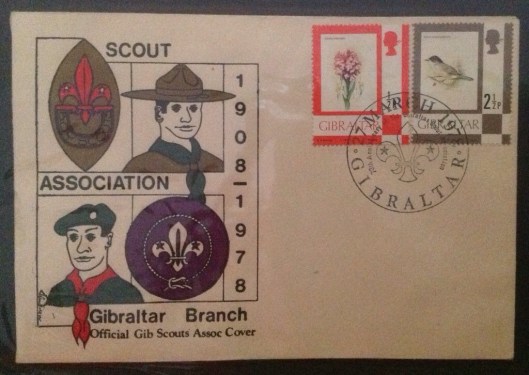 SCOUT
1908-1978
ASSOCIATION
Gibraltar Branch
Official Gib Scouts Assoc Cover
GIBRALTAR
GIBRALTAR
2½P
GIBRALTAR